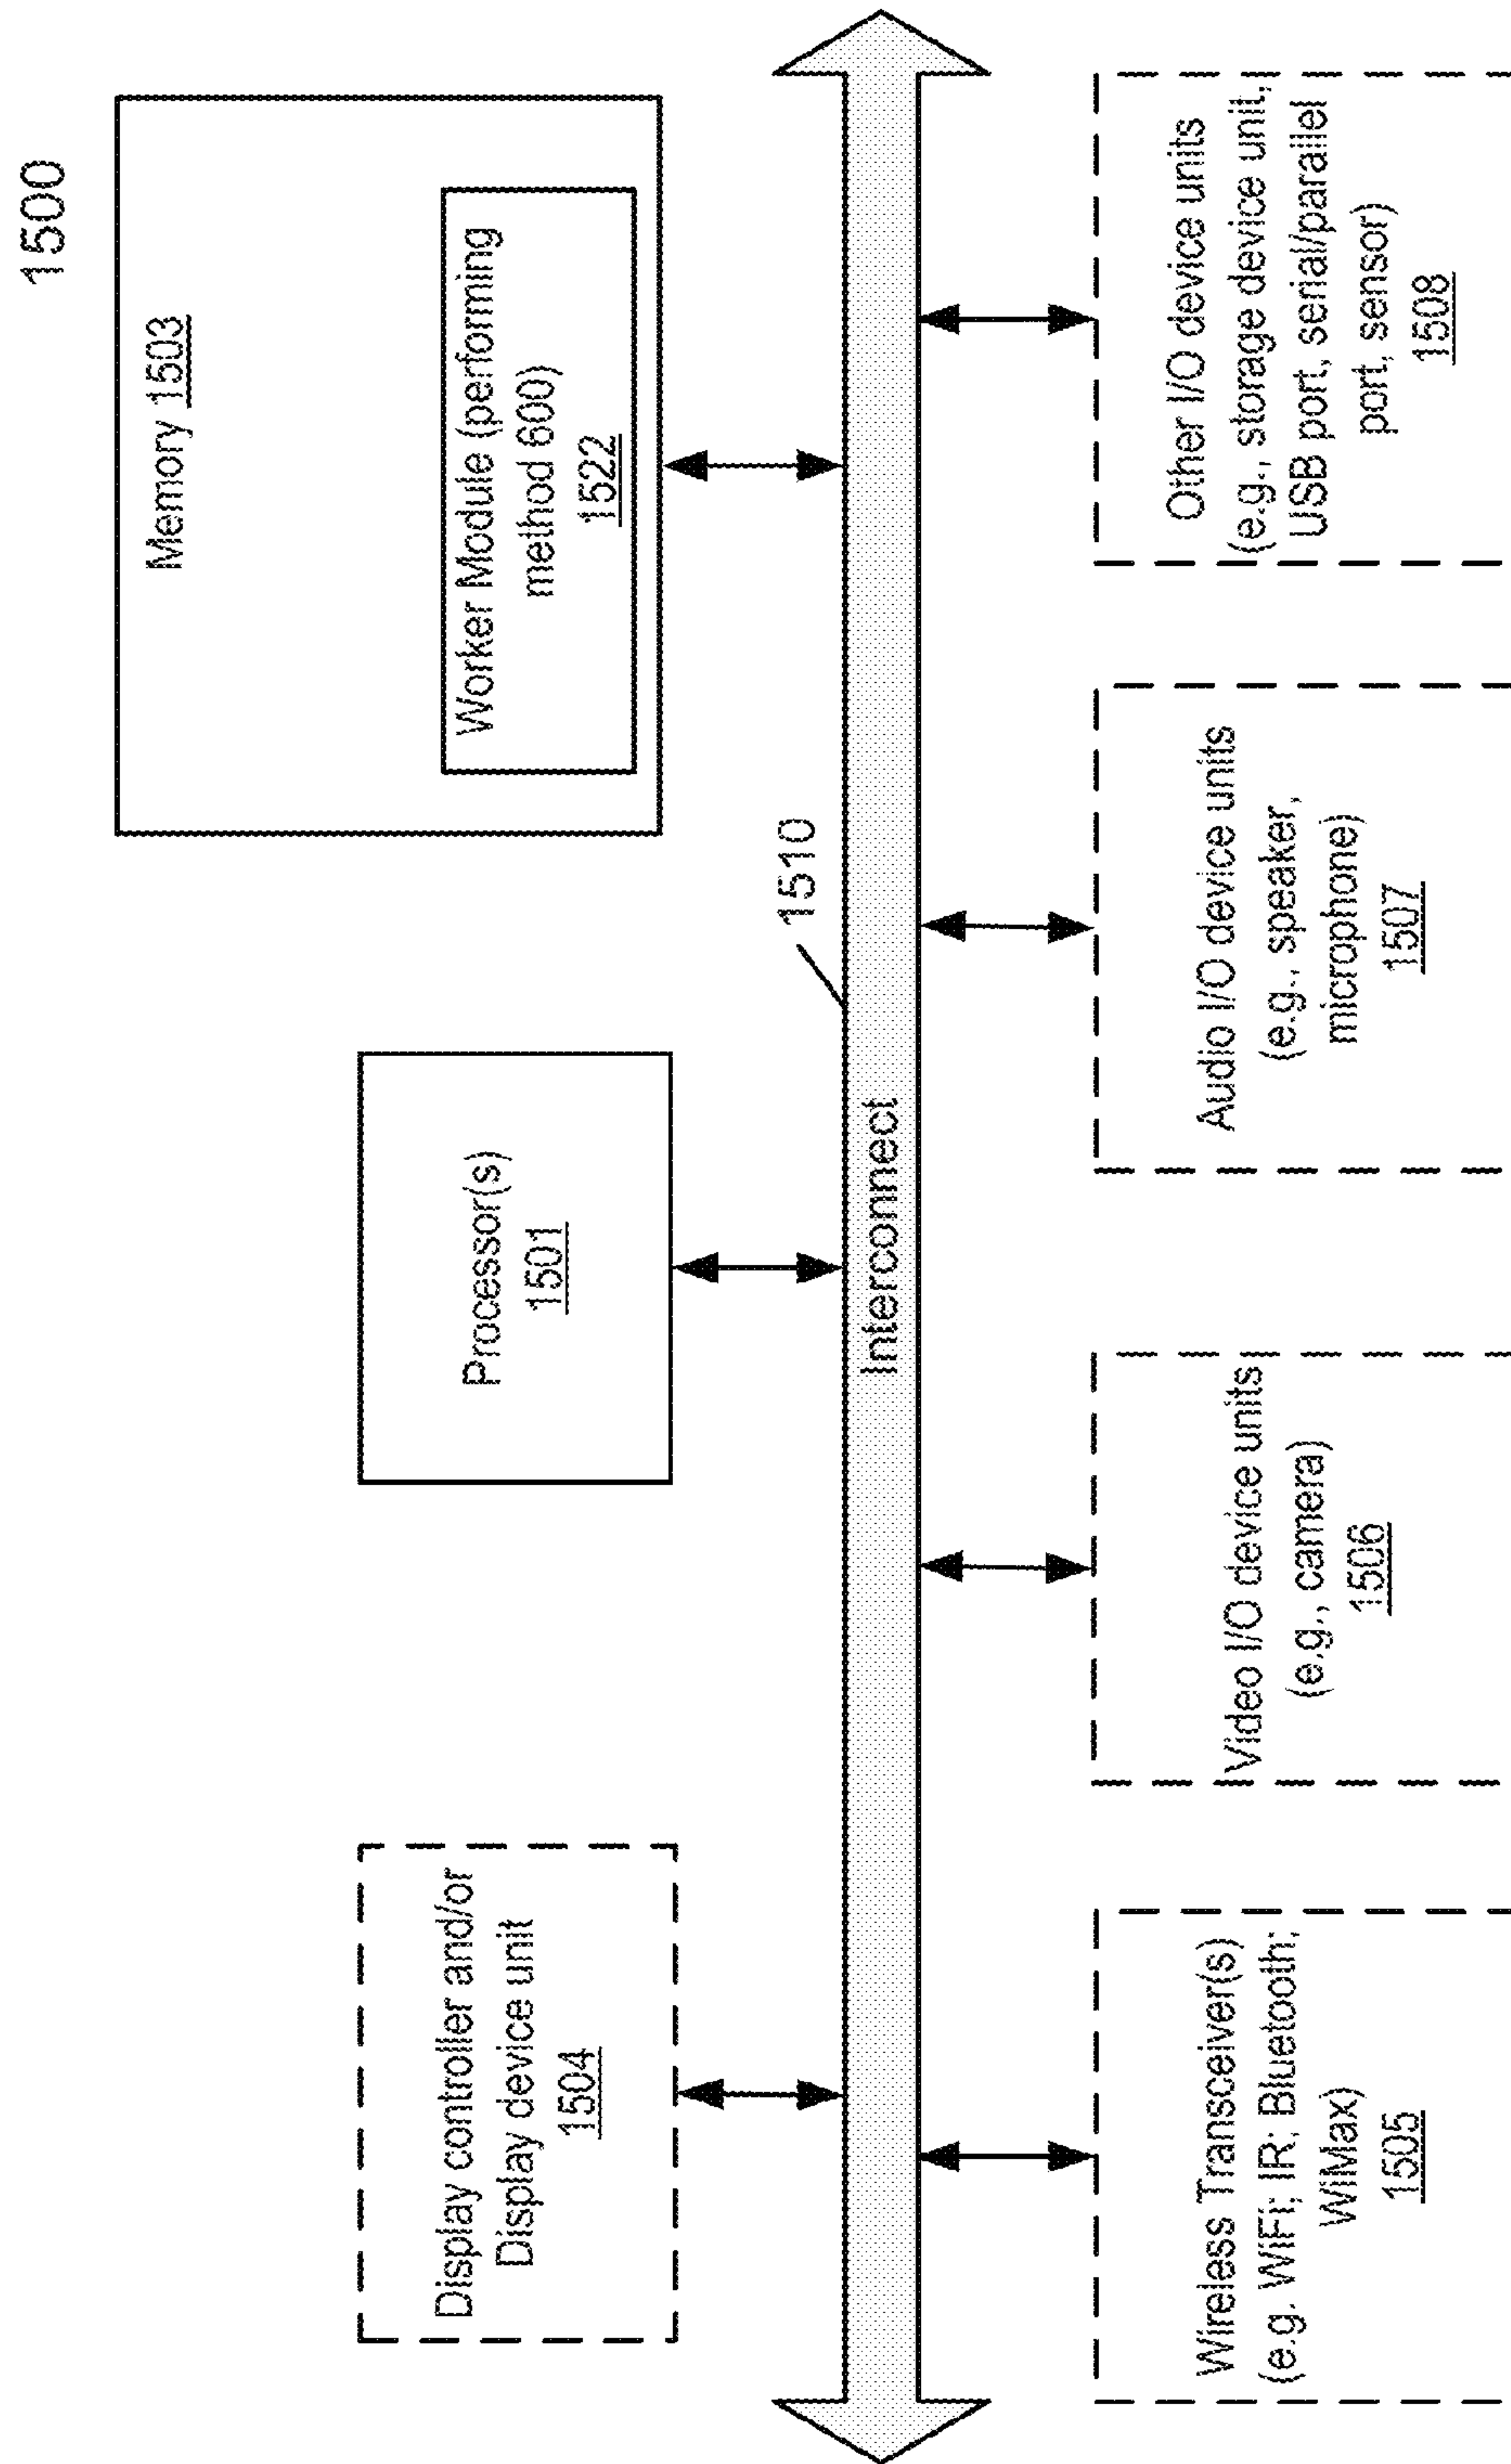 1500
Memory 1503
Worker Module (performing
method 600)
1522
Processor(s)
1501
Display controller and/or
Display device unit
1504
1510
Interconnect
Wireless Transceiver(s)
(e.g. WiFi; IR; Bluetooth;
WiMax)
1505
Video I/O device units
(e.g., camera)
1506
Audio I/O device units
(e.g., speaker,
microphone)
1507
Other I/O device units
(e.g., storage device unit,
USB port, serial/parallel
port, sensor)
1508